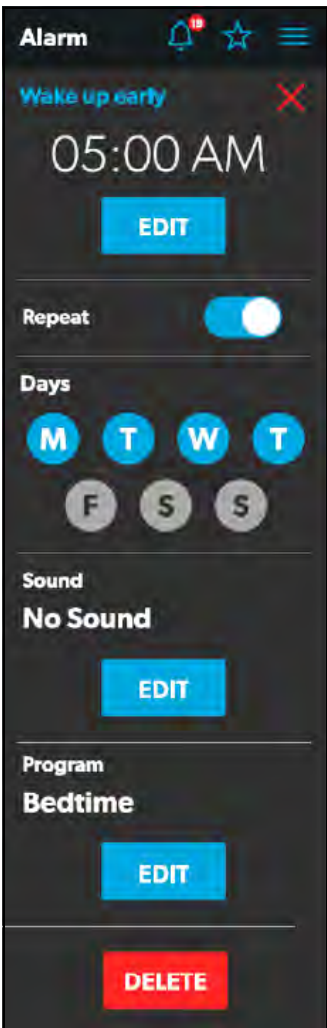 Alarm 19
Wake up early
05:00 AM
EDIT
Repeat
Days
M T W T
F S S
Sound
No Sound
EDIT
Program
Bedtime
EDIT
DELETE